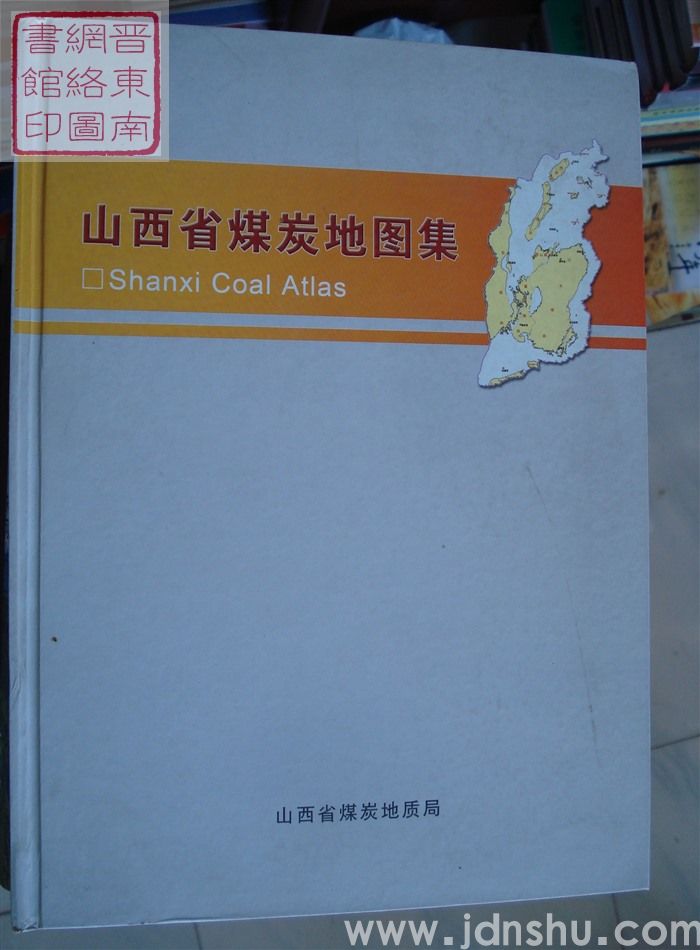 晋東南
網絡圖
書館印
山西省煤炭地图集
□Shanxi Coal Atlas
山西省煤炭地质局
www.jdnshu.com